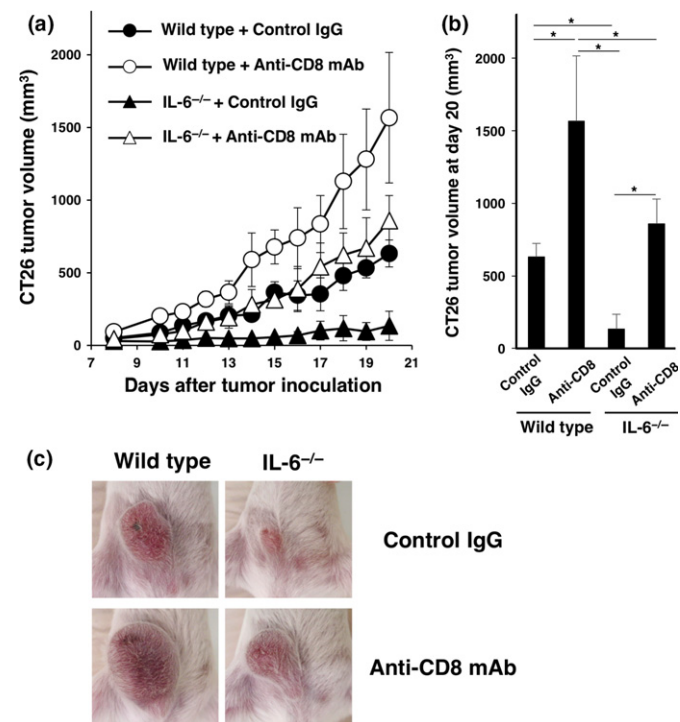 (a)
Wild type + Control IgG
Wild type + Anti-CD8 mAb
IL-6–/– + Control IgG
IL-6–/– + Anti-CD8 mAb
CT26 tumor volume (mm3)
2000
1500
1000
500
0
7 9 11 13 15 17 19 21
Days after tumor inoculation
(b)
CT26 tumor volume at day 20 (mm3)
2000
1500
1000
500
0
* *
* *
*
Control IgG
Anti-CD8
Control IgG
Anti-CD8
Wild type IL-6–/–
(c)
Wild type IL-6–/–
Control IgG
Anti-CD8 mAb